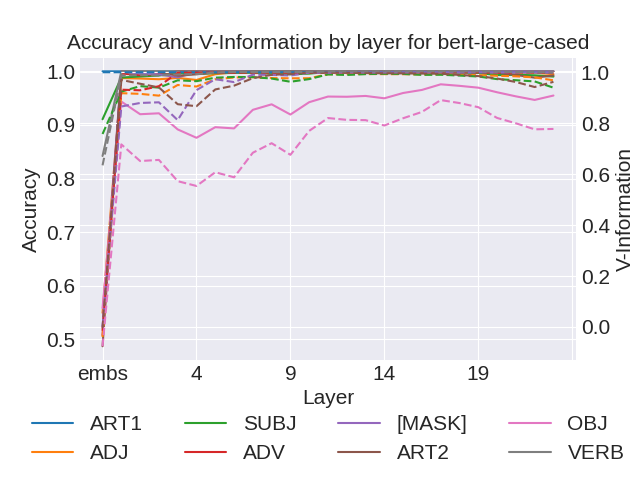 Accuracy and V-Information by layer for bert-large-cased
1.0
0.9
0.8
0.7
0.6
0.5
Accuracy
1.0
0.8
0.6
0.4
0.2
0.0
V-Information
embs 4 9 14 19
Layer
ART1 SUBJ [MASK] OBJ
ADJ ADV ART2 VERB